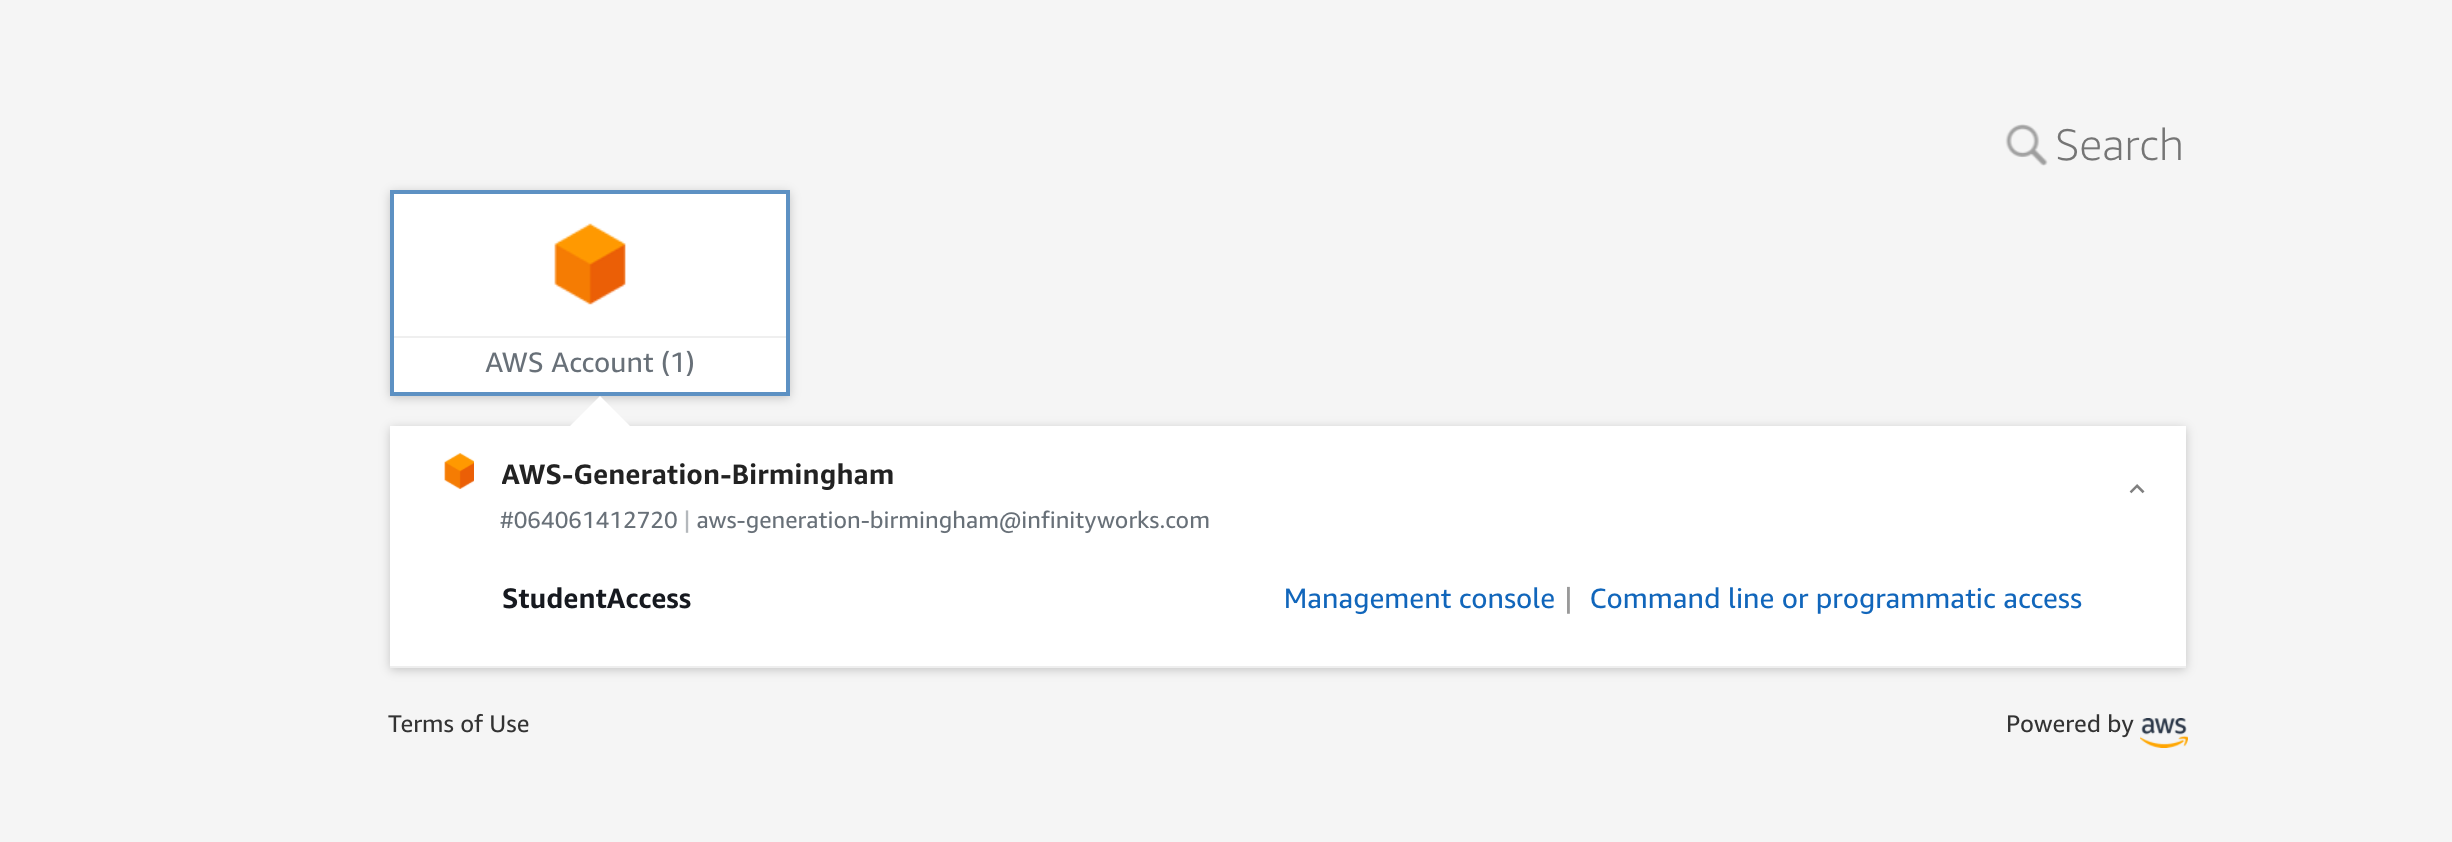 Search
AWS Account (1)
AWS-Generation-Birmingham
#064061412720 | aws-generation-birmingham@infinityworks.com
StudentAccess Management console | Command line or programmatic access
Terms of Use Powered by aws